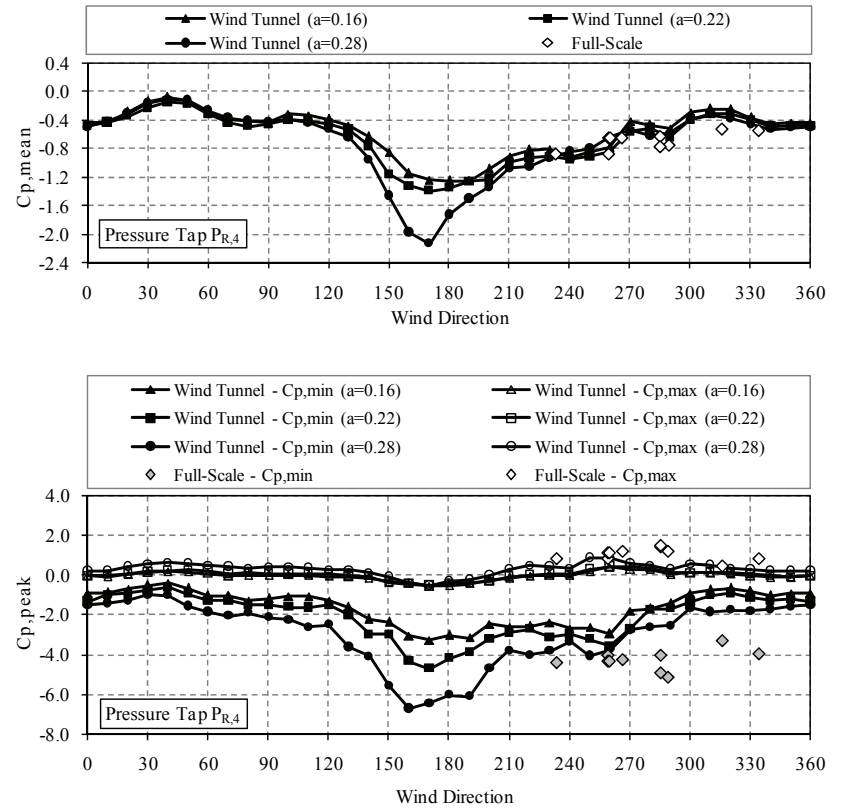 Wind Tunnel (a=0.16)
Wind Tunnel (a=0.22)
Wind Tunnel (a=0.28)
Full-Scale
0.4
0.0
-0.4
-0.8
-1.2
-1.6
-2.0
-2.4
Cp,mean
Pressure Tap PR,4
0 30 60 90 120 150 180 210 240 270 300 330 360
Wind Direction
Wind Tunnel - Cp,min (a=0.16)
Wind Tunnel - Cp,max (a=0.16)
Wind Tunnel - Cp,min (a=0.22)
Wind Tunnel - Cp,max (a=0.22)
Wind Tunnel - Cp,min (a=0.28)
Wind Tunnel - Cp,max (a=0.28)
Full-Scale - Cp,min
Full-Scale - Cp,max
4.0
2.0
0.0
-2.0
-4.0
-6.0
-8.0
Cp,peak
Pressure Tap PR,4
0 30 60 90 120 150 180 210 240 270 300 330 360
Wind Direction